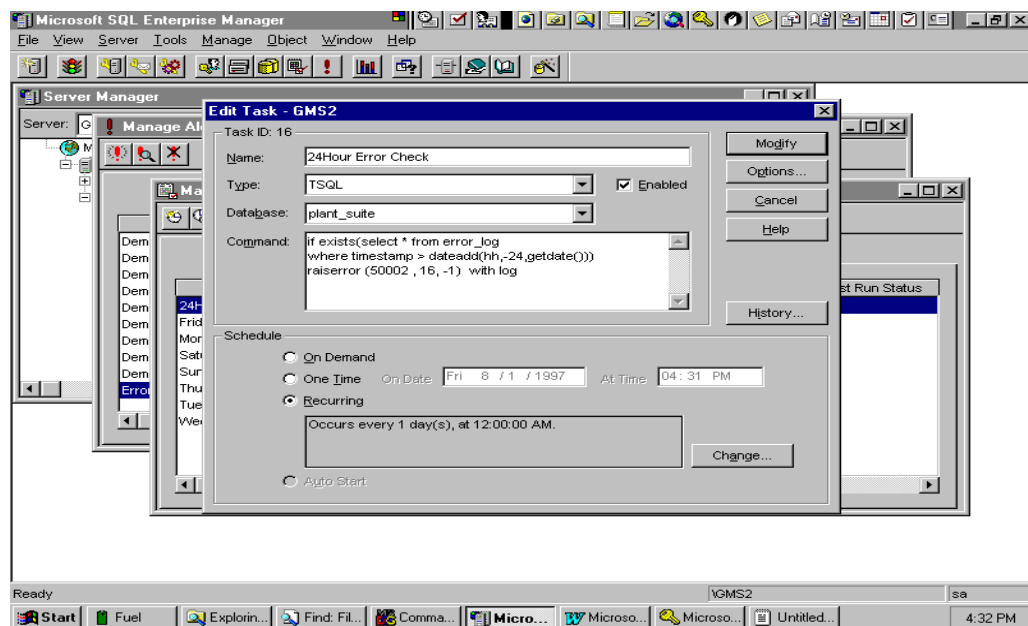 Microsoft SQL Enterprise Manager
File View Server Tools Manage Object Window Help
Server Manager
Server: G
Manage Al
M
Ma
Edit Task - GMS2
Task ID: 16
Name: 24Hour Error Check
Type: TSQL
Enabled
Database: plant_suite
Command: if exists(select * from error_log
where timestamp > dateadd(hh,-24,getdate()))
raiserror (50002 , 16, -1) with log
Modify
Options...
Cancel
Help
History...
Schedule
On Demand
One Time On Date Fri 8 / 1 / 1997 At Time 04: 31 PM
Recurring
Occurs every 1 day(s), at 12:00:00 AM.
Change...
Auto Start
Dem
Dem
Dem
Dem
Dem
Dem
Dem
Dem
Dem
Error
24H
Frid
Mor
Satu
Sun
Thu
Tue
Wed
st Run Status
Ready
\GMS2
sa
Start
Fuel
Explorin...
Find: Fil...
Comma...
Micro...
Microso...
Microso...
Untitled...
4:32 PM